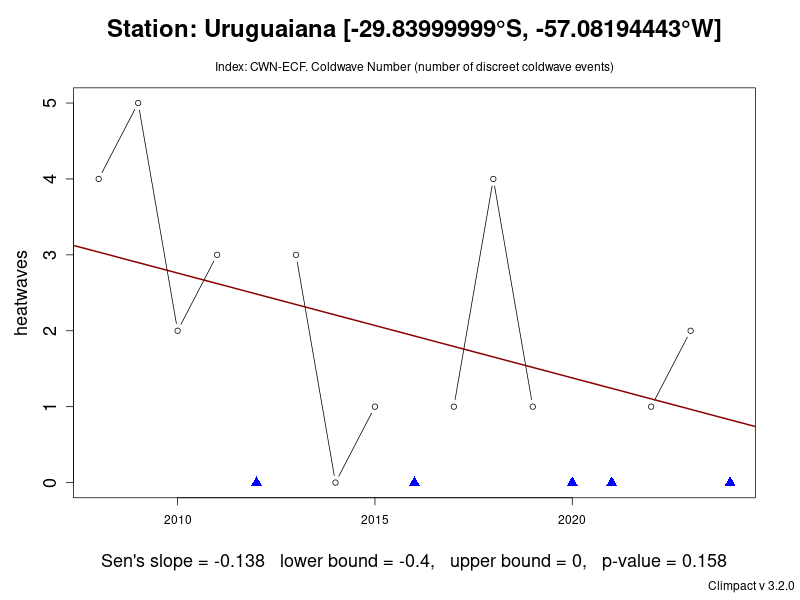 Station: Uruguaiana [-29.83999999°S, -57.08194443°W]
Index: CWN-ECF. Coldwave Number (number of discreet coldwave events)
heatwaves
5
4
3
2
1
0
2010 2015 2020
Sen's slope = -0.138 lower bound = -0.4, upper bound = 0, p-value = 0.158
Climpact v 3.2.0